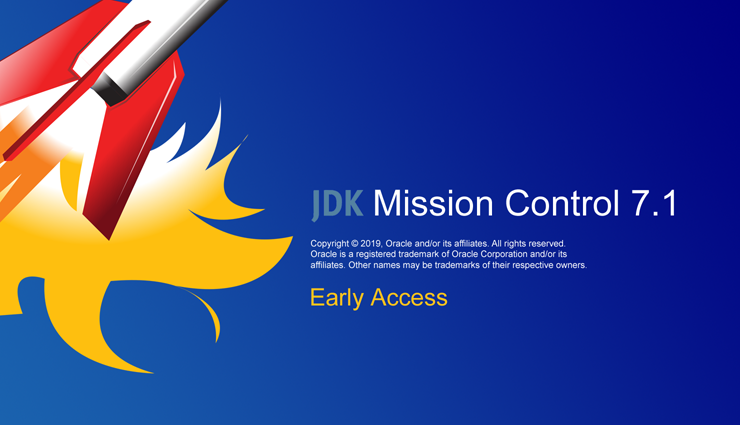 JDK Mission Control 7.1
Copyright © 2019, Oracle and/or its affiliates. All rights reserved.
Oracle is a registered trademark of Oracle Corporation and/or its
affiliates. Other names may be trademarks of their respective owners.
Early Access